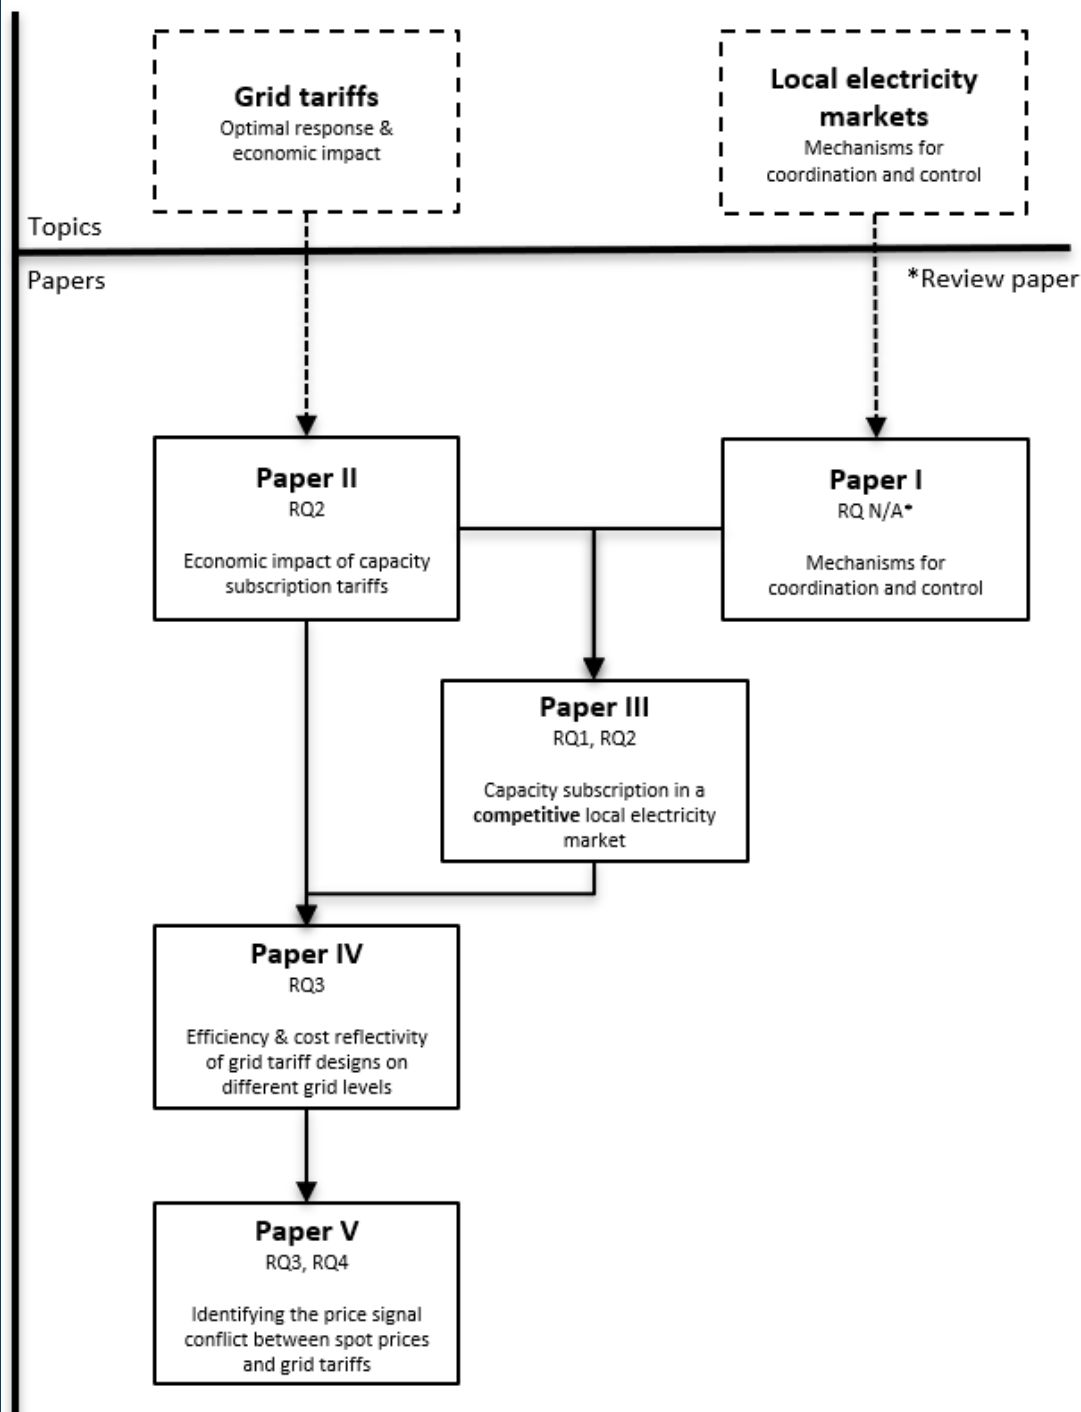 Grid tariffs
Optimal response &
economic impact
Local electricity
markets
Mechanisms for
coordination and control
Topics
Papers
*Review paper
Paper II
RQ2
Economic impact of capacity
subscription tariffs
Paper I
RQ N/A*
Mechanisms for
coordination and control
Paper III
RQ1, RQ2
Capacity subscription in a
competitive local electricity
market
Paper IV
RQ3
Efficiency & cost reflectivity
of grid tariff designs on
different grid levels
Paper V
RQ3, RQ4
Identifying the price signal
conflict between spot prices
and grid tariffs